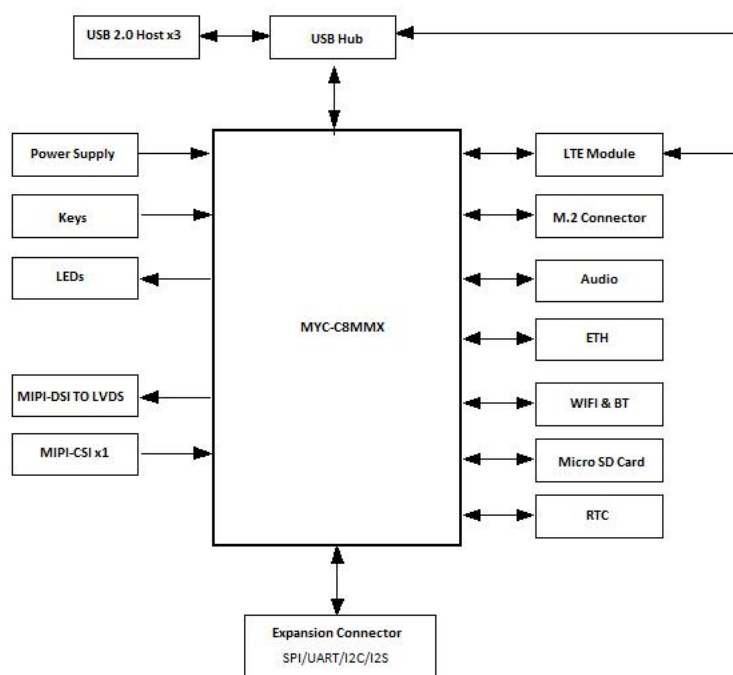 USB 2.0 Host x3
USB Hub
Power Supply
LTE Module
Keys
M.2 Connector
LEDs
Audio
MYC-C8MMX
ETH
MIPI-DSI TO LVDS
WIFI & BT
MIPI-CSI x1
Micro SD Card
RTC
Expansion Connector
SPI/UART/I2C/I2S